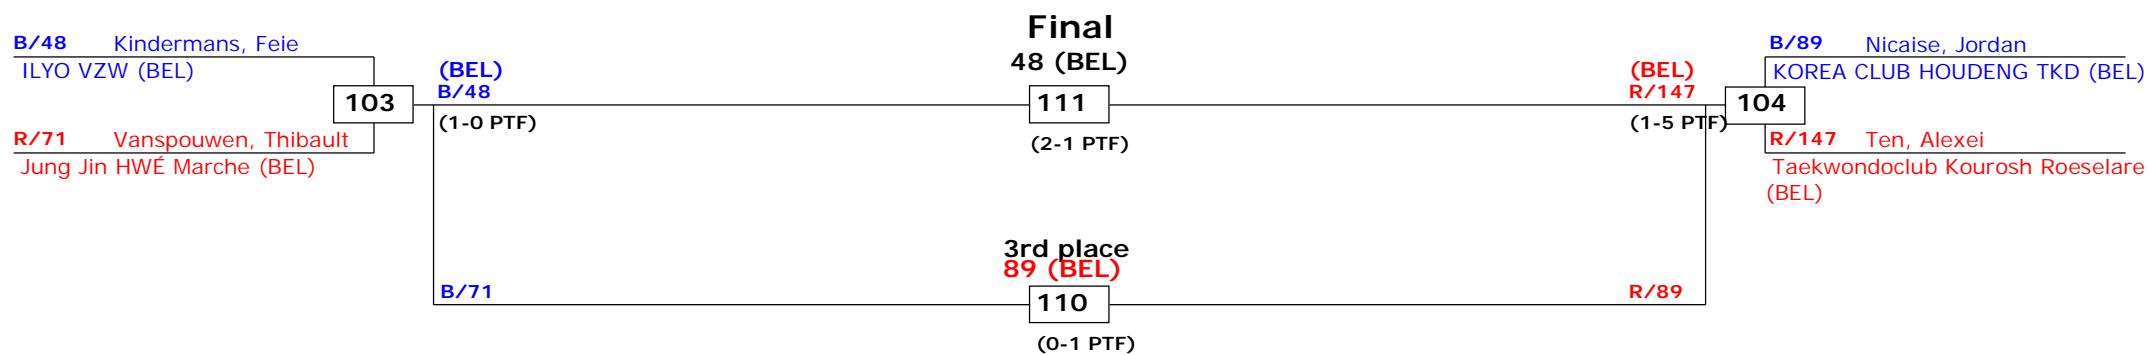 Final
48 (BEL)
B/48 Kindermans, Feie
ILYO VZW (BEL)
103
R/71 Vanspouwen, Thibault
Jung Jin HWÉ Marche (BEL)
(BEL)
B/48
(1-0 PTF)
111
(2-1 PTF)
(BEL)
R/147
(1-5 PTF)
B/89 Nicaise, Jordan
KOREA CLUB HOUDENG TKD (BEL)
104
R/147 Ten, Alexei
Taekwondoclub Kourosh Roeselare
(BEL)
3rd place
89 (BEL)
B/71
110
R/89
(0-1 PTF)